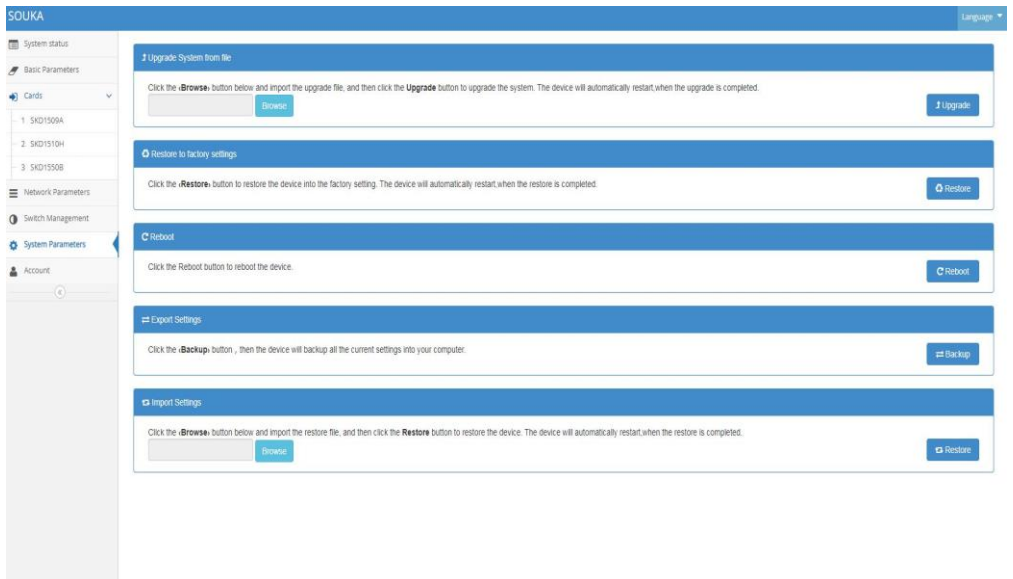 SOUKA
Language
System status
Basic Parameters
Cards
1 SKD1509A
2 SKD1510H
3 SKD1550B
Network Parameters
Switch Management
System Parameters
Account
Upgrade System from file
Click the ‹Browse› button below and import the upgrade file, and then click the Upgrade button to upgrade the system. The device will automatically restart,when the upgrade is completed.
Browse
Upgrade
Restore to factory settings
Click the ‹Restore› button to restore the device into the factory setting. The device will automatically restart,when the restore is completed
Restore
Reboot
Click the Reboot button to reboot the device.
Reboot
Export Settings
Click the ‹Backup› button , then the device will backup all the current settings into your computer.
Backup
Import Settings
Click the ‹Browse› button below and import the restore file, and then click the Restore button to restore the device. The device will automatically restart,when the restore is completed.
Browse
Restore